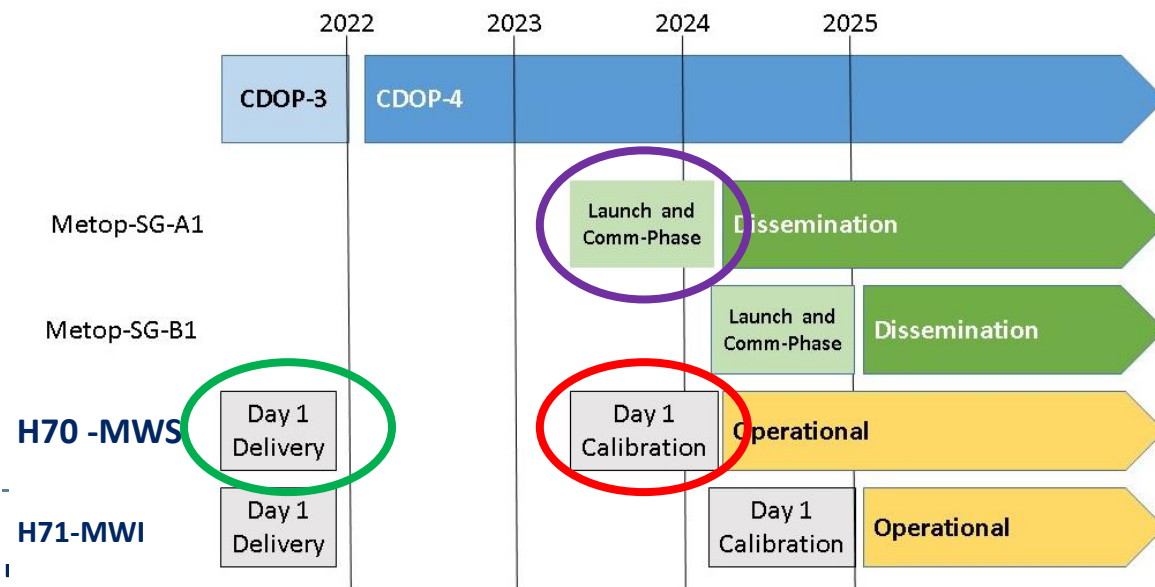 2022 2023 2024 2025
CDOP-3 CDOP-4
Metop-SG-A1
Launch and
Comm-Phase
Dissemination
Metop-SG-B1
Launch and
Comm-Phase
Dissemination
H70 -MWS
Day 1
Delivery
Day 1
Calibration
Operational
H71-MWI
Day 1
Delivery
Day 1
Calibration
Operational